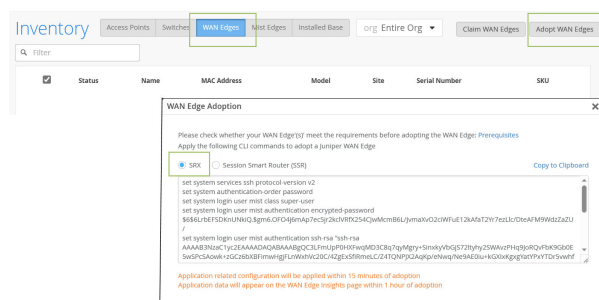 Inventory
Access Points Switches WAN Edges Mist Edges Installed Base org Entire Org Claim WAN Edges Adopt WAN Edges
Filter
Status Name MAC Address Model Site Serial Number SKU
WAN Edge Adoption
Please check whether your WAN Edge('s)' meet the requirements before adopting the WAN Edge: Prerequisites
Apply the following CLI commands to adopt a Juniper WAN Edge
SRX Session Smart Router (SSR) Copy to Clipboard
set system services ssh protocol-version v2
set system authentication-order password
set system login user mist class super-user
set system login user mist authentication encrypted-password
/
set system login user mist authentication ssh-rsa "ssh-rsa
Application related configuration will be applied within 15 minutes of adoption
Application data will appear on the WAN Edge Insights page within 1 hour of adoption